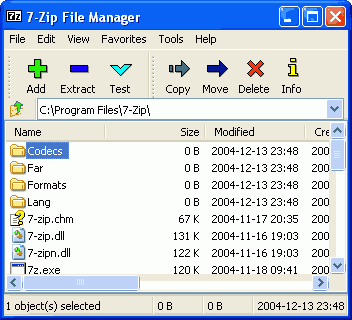 7z 7-Zip File Manager
File Edit View Favorites Tools Help
Add Extract Test Copy Move Delete Info
C:\Program Files\7-Zip\
Name Size Modified Cre
Codecs 0 B 2004-12-13 23:48 200
Far 0 B 2004-12-13 23:48 200
Formats 0 B 2004-12-13 23:48 200
Lang 0 B 2004-12-13 23:48 200
7-zip.chm 67 K 2004-11-17 20:35 200
7-zip.dll 131 K 2004-11-16 19:03 200
7-zipn.dll 122 K 2004-11-16 19:03 200
7z.exe 120 K 2004-11-18 09:41 200
1 object(s) selected 0 B 0 B 2004-12-13 23:48